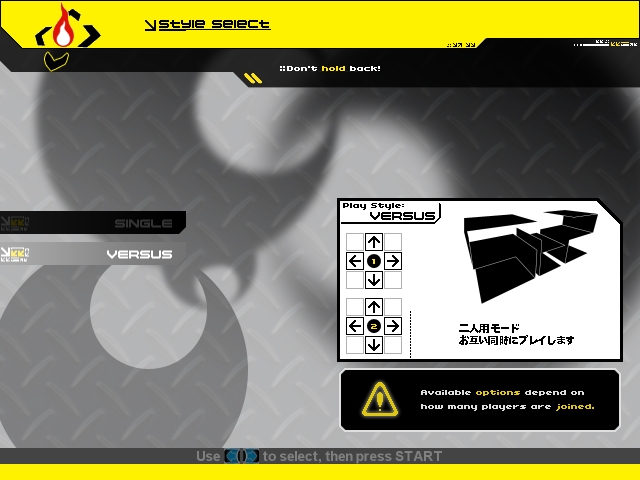 Style Select
::Don't hold back!
SINGLE
VERSUS
Play Style:
VERSUS
1
2
二人用モード
お互い同時にプレイします
Available options depend on
how many players are joined.
Use to select, then press START